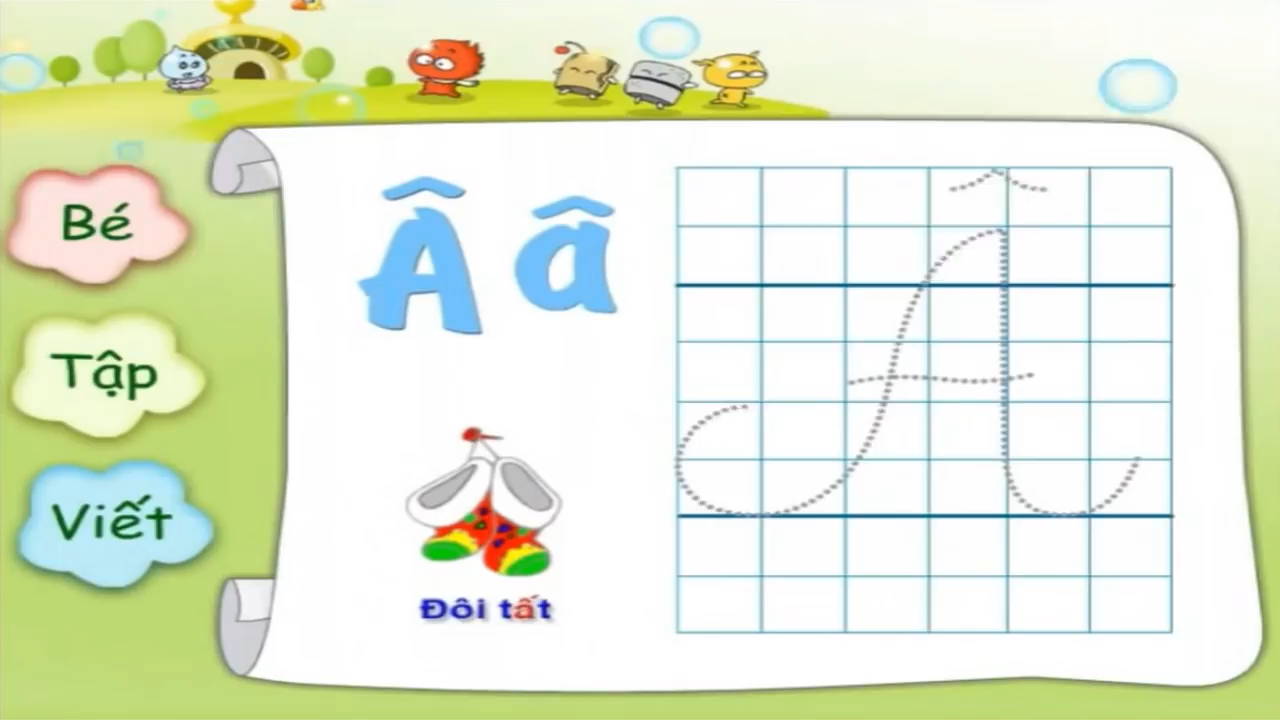 Bé
Tập
Viết
Â â
Đôi tất
Â